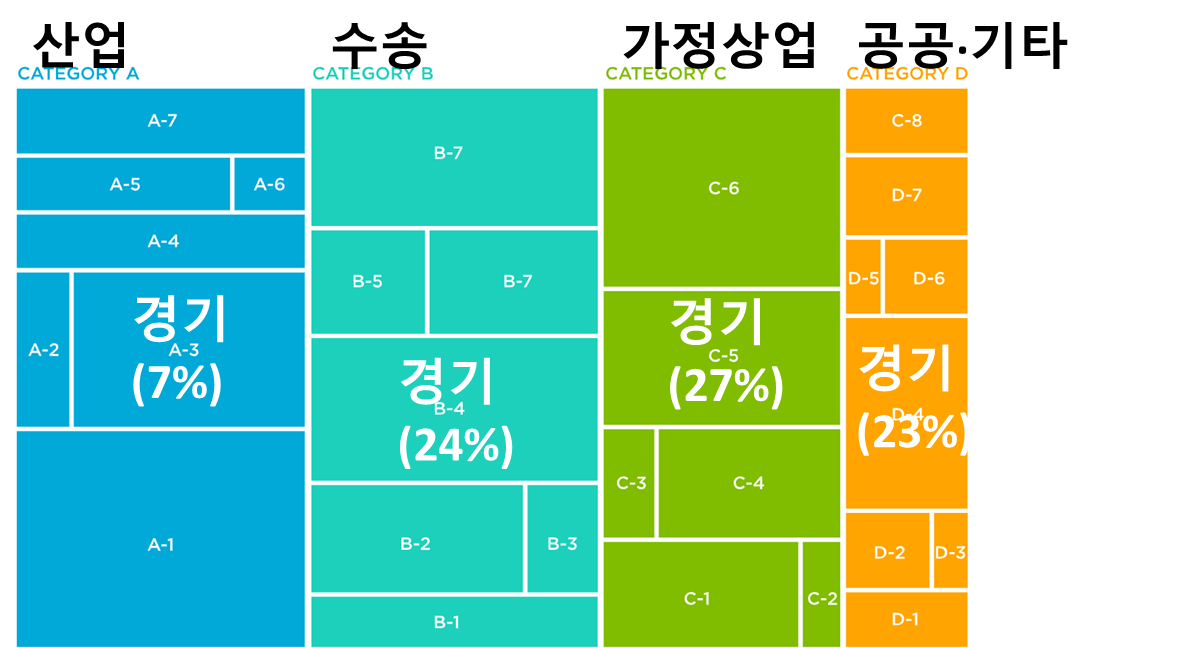 산업
수송
가정상업
공공·기타
CATEGORY A
CATEGORY B
CATEGORY C
CATEGORY D
A-7
A-5
A-6
A-4
A-2
경기
A-3
(7%)
A-1
B-7
B-5
B-7
경기
B-4
(24%)
B-2
B-3
B-1
C-6
경기
C-5
(27%)
C-3
C-4
C-1
C-2
C-8
D-7
D-5
D-6
경기
D-4
(23%)
D-2
D-3
D-1